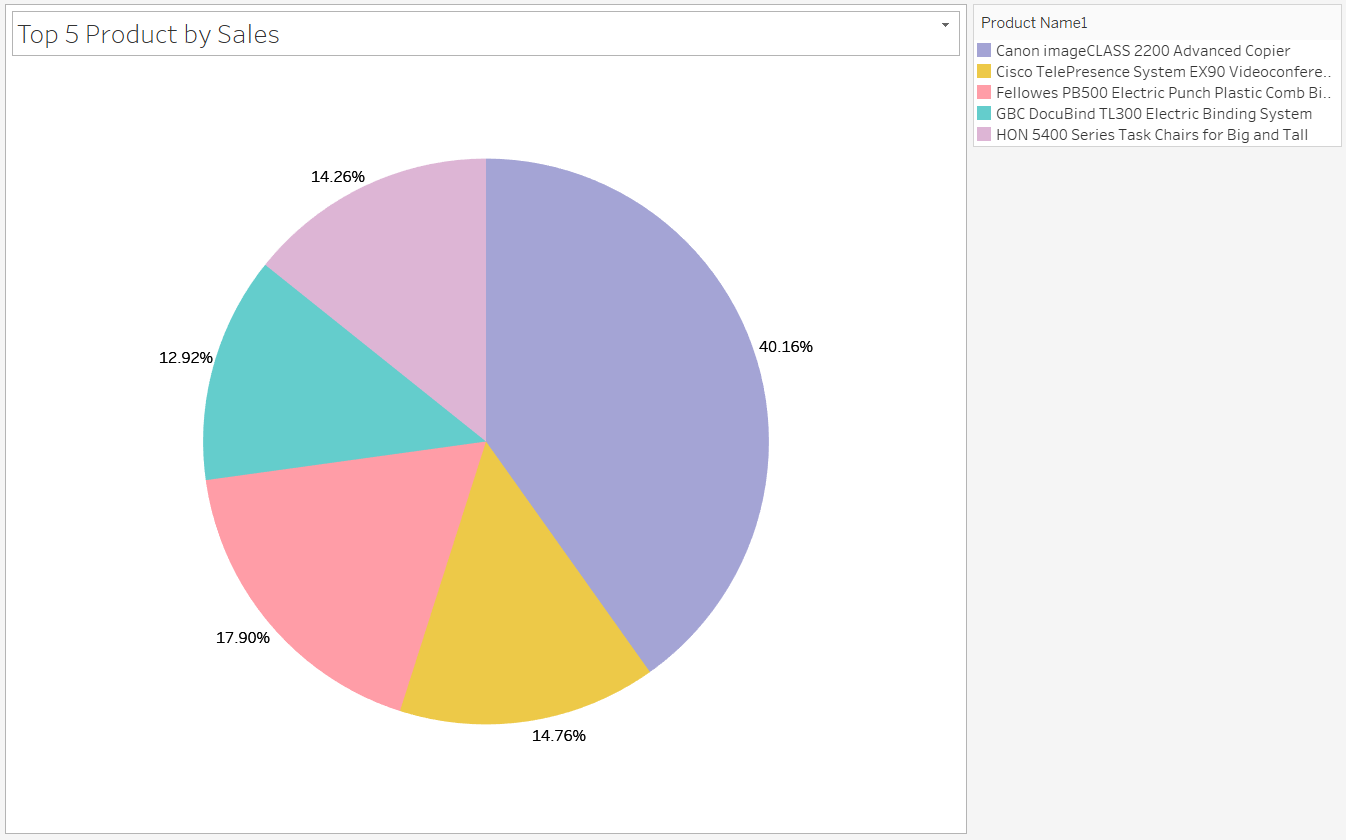 Top 5 Product by Sales
Product Name1
Canon imageCLASS 2200 Advanced Copier
Cisco TelePresence System EX90 Videoconfere..
Fellowes PB500 Electric Punch Plastic Comb Bi..
GBC DocuBind TL300 Electric Binding System
HON 5400 Series Task Chairs for Big and Tall
14.26%
40.16%
12.92%
17.90%
14.76%